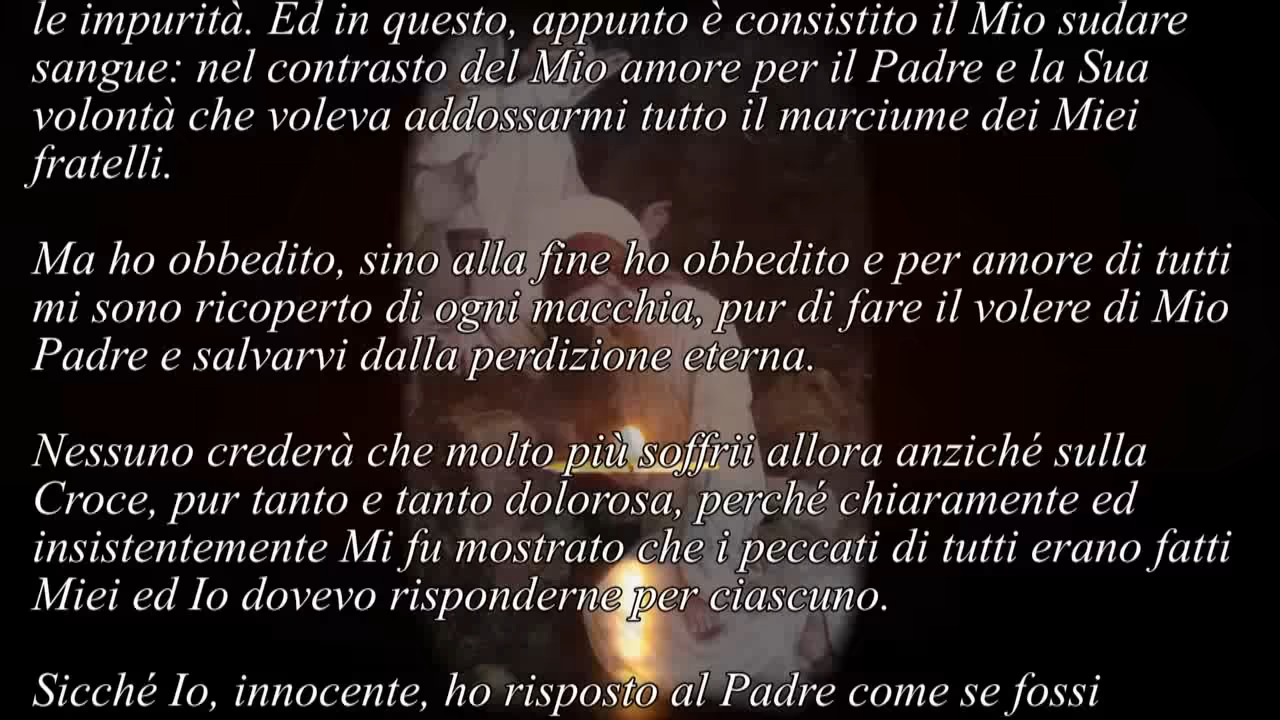 le impurità. Ed in questo, appunto è consistito il Mio sudare
sangue: nel contrasto del Mio amore per il Padre e la Sua
volontà che voleva addossarmi tutto il marciume dei Miei
fratelli.
Ma ho obbedito, sino alla fine ho obbedito e per amore di tutti
mi sono ricoperto di ogni macchia, pur di fare il volere di Mio
Padre e salvarvi dalla perdizione eterna.
Nessuno crederà che molto più soffrii allora anziché sulla
Croce, pur tanto e tanto dolorosa, perché chiaramente ed
insistentemente Mi fu mostrato che i peccati di tutti erano fatti
Miei ed Io dovevo risponderne per ciascuno.
Sicché Io, innocente, ho risposto al Padre come se fossi